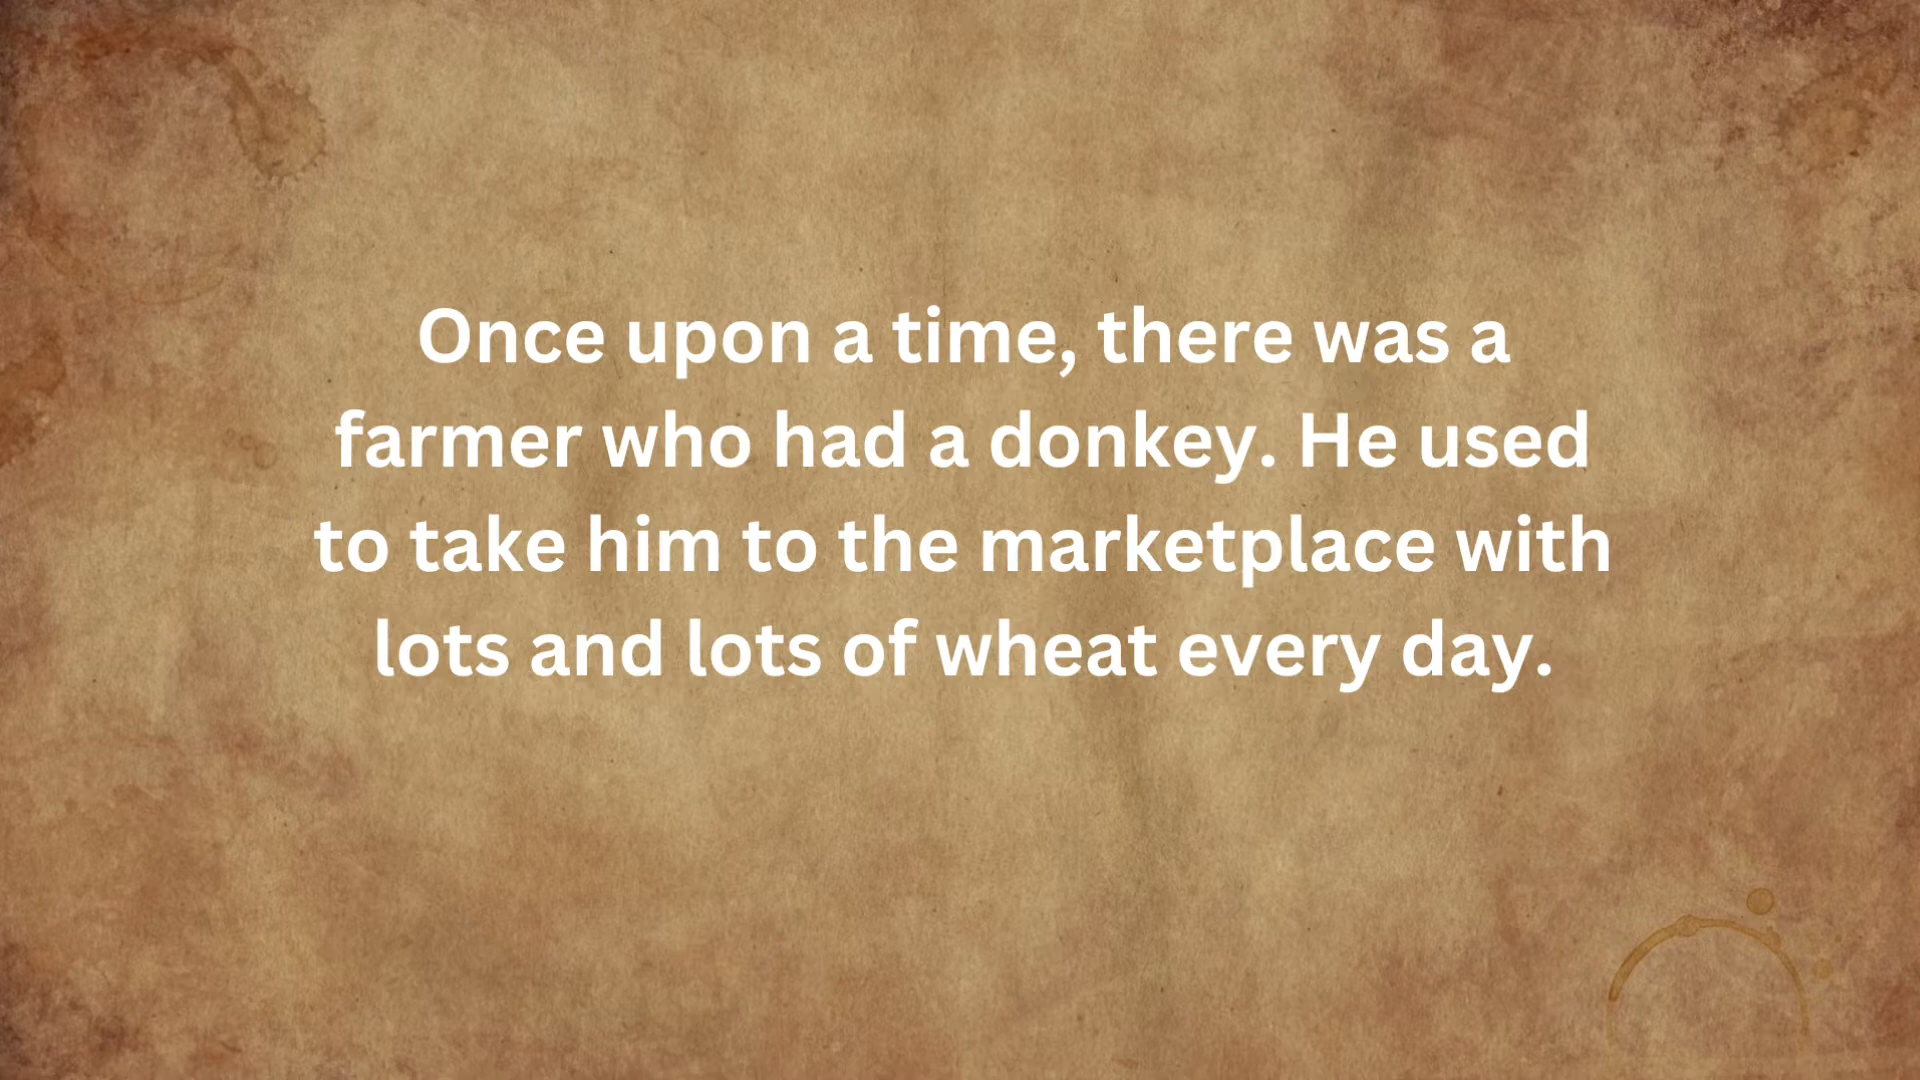 Once upon a time, there was a
farmer who had a donkey. He used
to take him to the marketplace with
lots and lots of wheat every day.